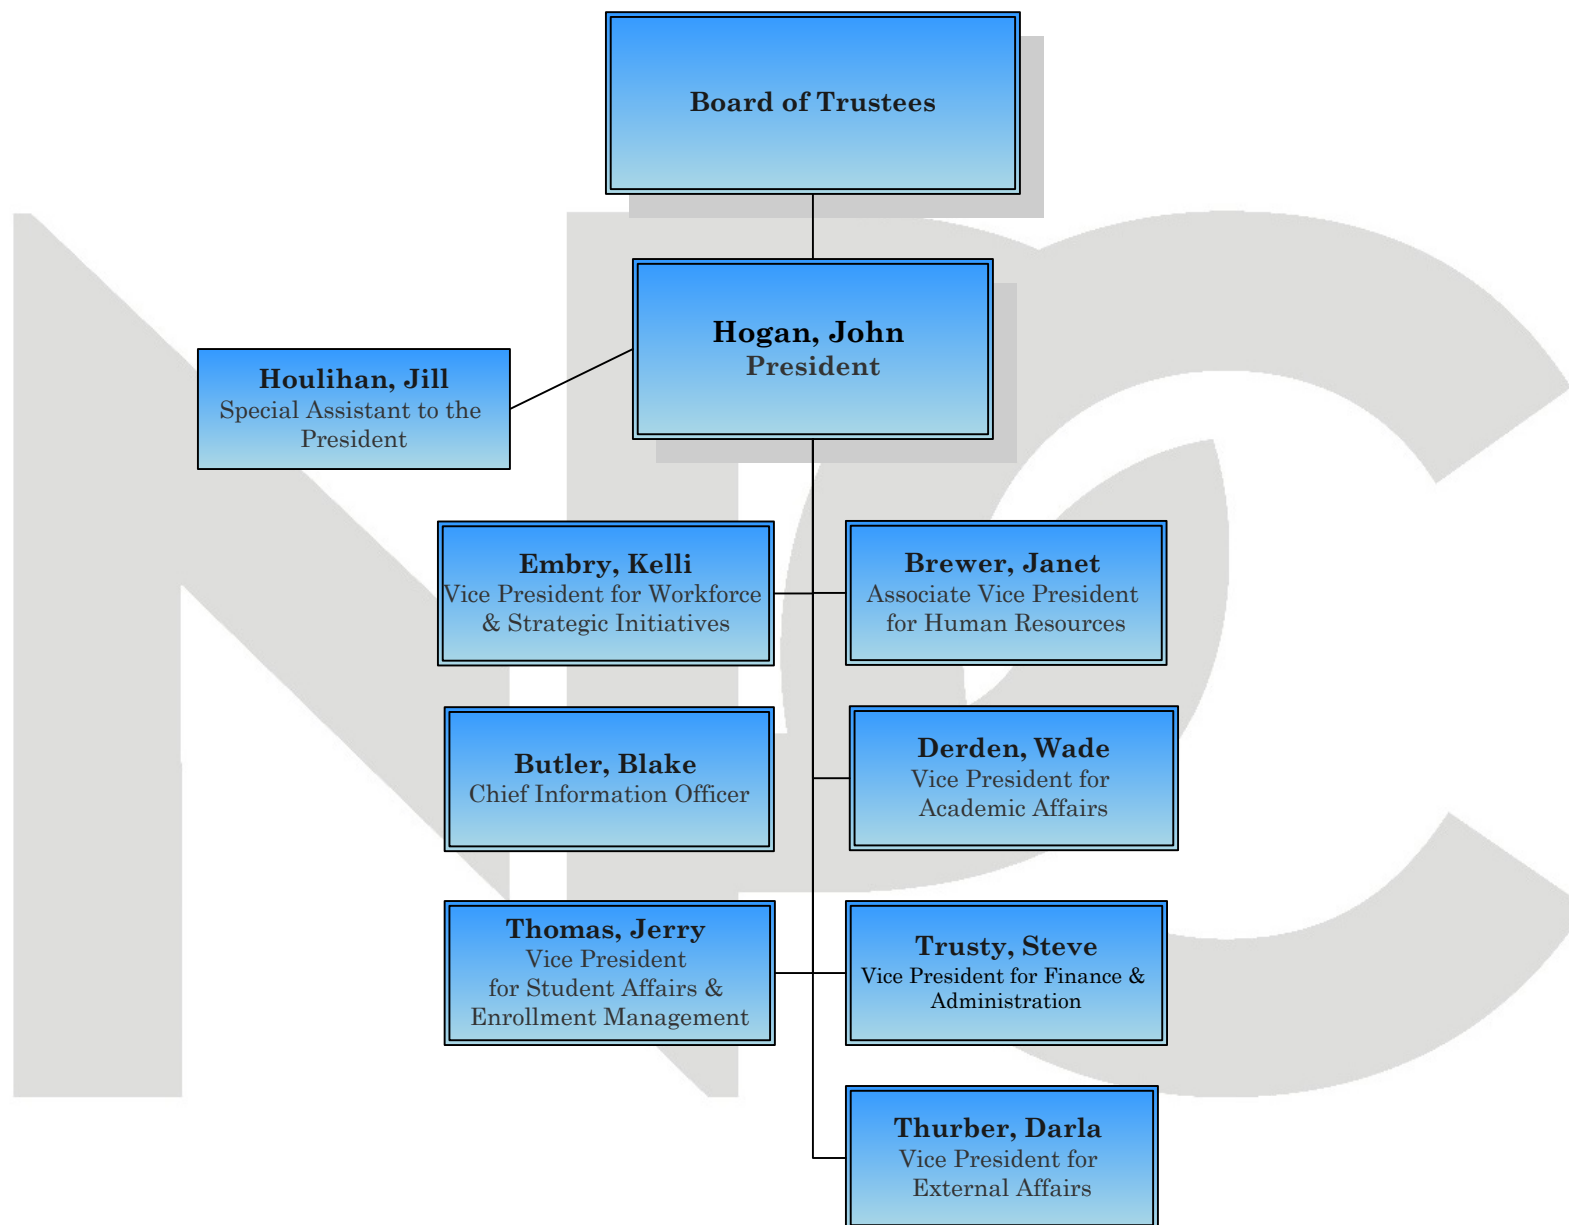 Board of Trustees
Hogan, John
President
Houlihan, Jill
Special Assistant to the
President
Embry, Kelli
Vice President for Workforce
& Strategic Initiatives
Brewer, Janet
Associate Vice President
for Human Resources
Butler, Blake
Chief Information Officer
Derden, Wade
Vice President for
Academic Affairs
Thomas, Jerry
Vice President
for Student Affairs &
Enrollment Management
Trusty, Steve
Vice President for Finance &
Administration
Thurber, Darla
Vice President for
External Affairs
NPC